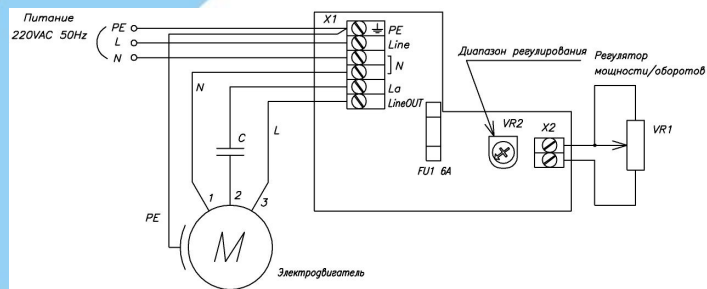 Питание
220VAC 50Hz
PE
L
N
X1
PE
Line
N
La
LineOUT
Диапазон регулирования
Регулятор
мощности/оборотов
VR2
X2
VR1
FU1 6A
N
C
L
1
2
3
PE
M
Электродвигатель